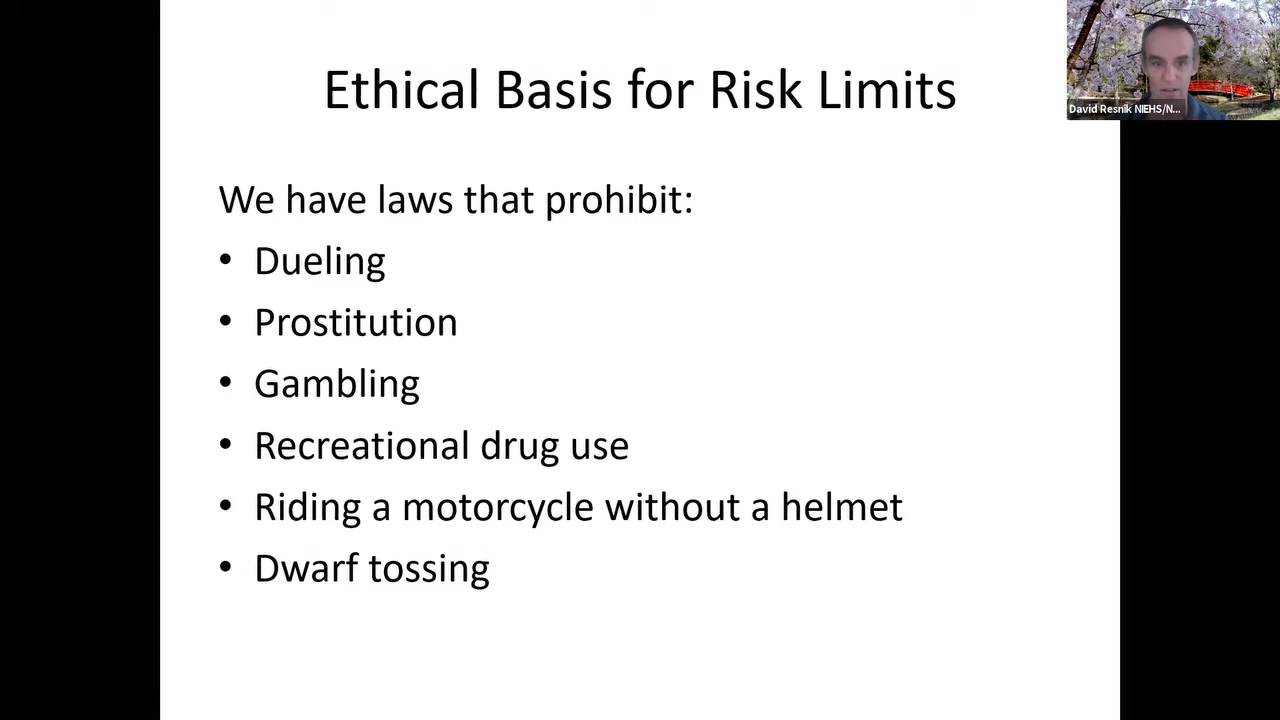 Ethical Basis for Risk Limits
David Resnik NIEHS/N...
We have laws that prohibit:
• Dueling
• Prostitution
• Gambling
• Recreational drug use
• Riding a motorcycle without a helmet
• Dwarf tossing